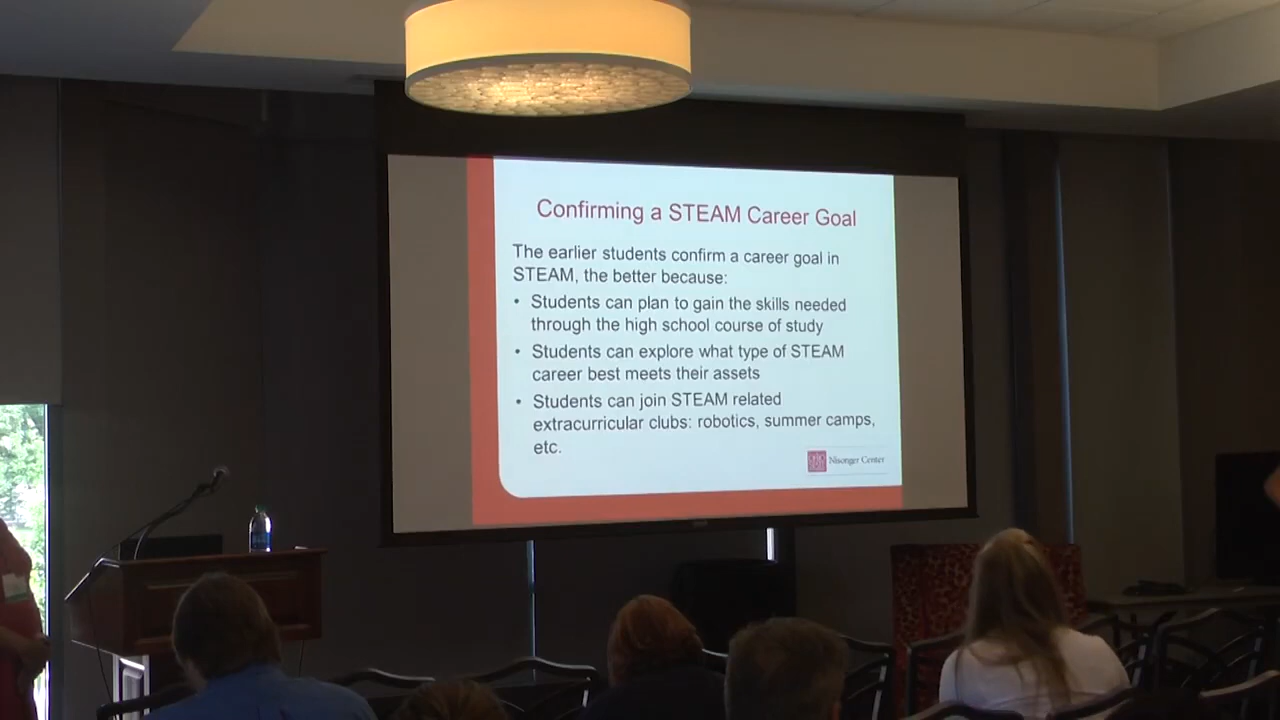 Confirming a STEAM Career Goal
The earlier students confirm a career goal in
STEAM, the better because:
• Students can plan to gain the skills needed
through the high school course of study
• Students can explore what type of STEAM
career best meets their assets
• Students can join STEAM related
extracurricular clubs: robotics, summer camps,
etc.
Nisonger Center